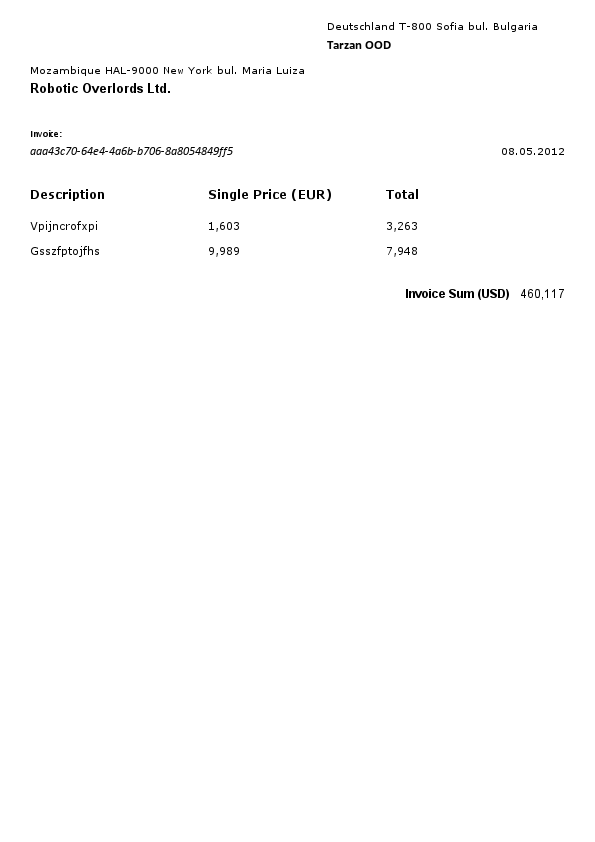 Deutschland T-800 Sofia bul. Bulgaria
Tarzan OOD
Mozambique HAL-9000 New York bul. Maria Luiza
Robotic Overlords Ltd.
Invoice:
aaa43c70-64e4-4a6b-b706-8a8054849ff5 08.05.2012
Description Single Price (EUR) Total
Vpijncrofxpi 1,603 3,263
Gsszfptojfhs 9,989 7,948
Invoice Sum (USD) 460,117